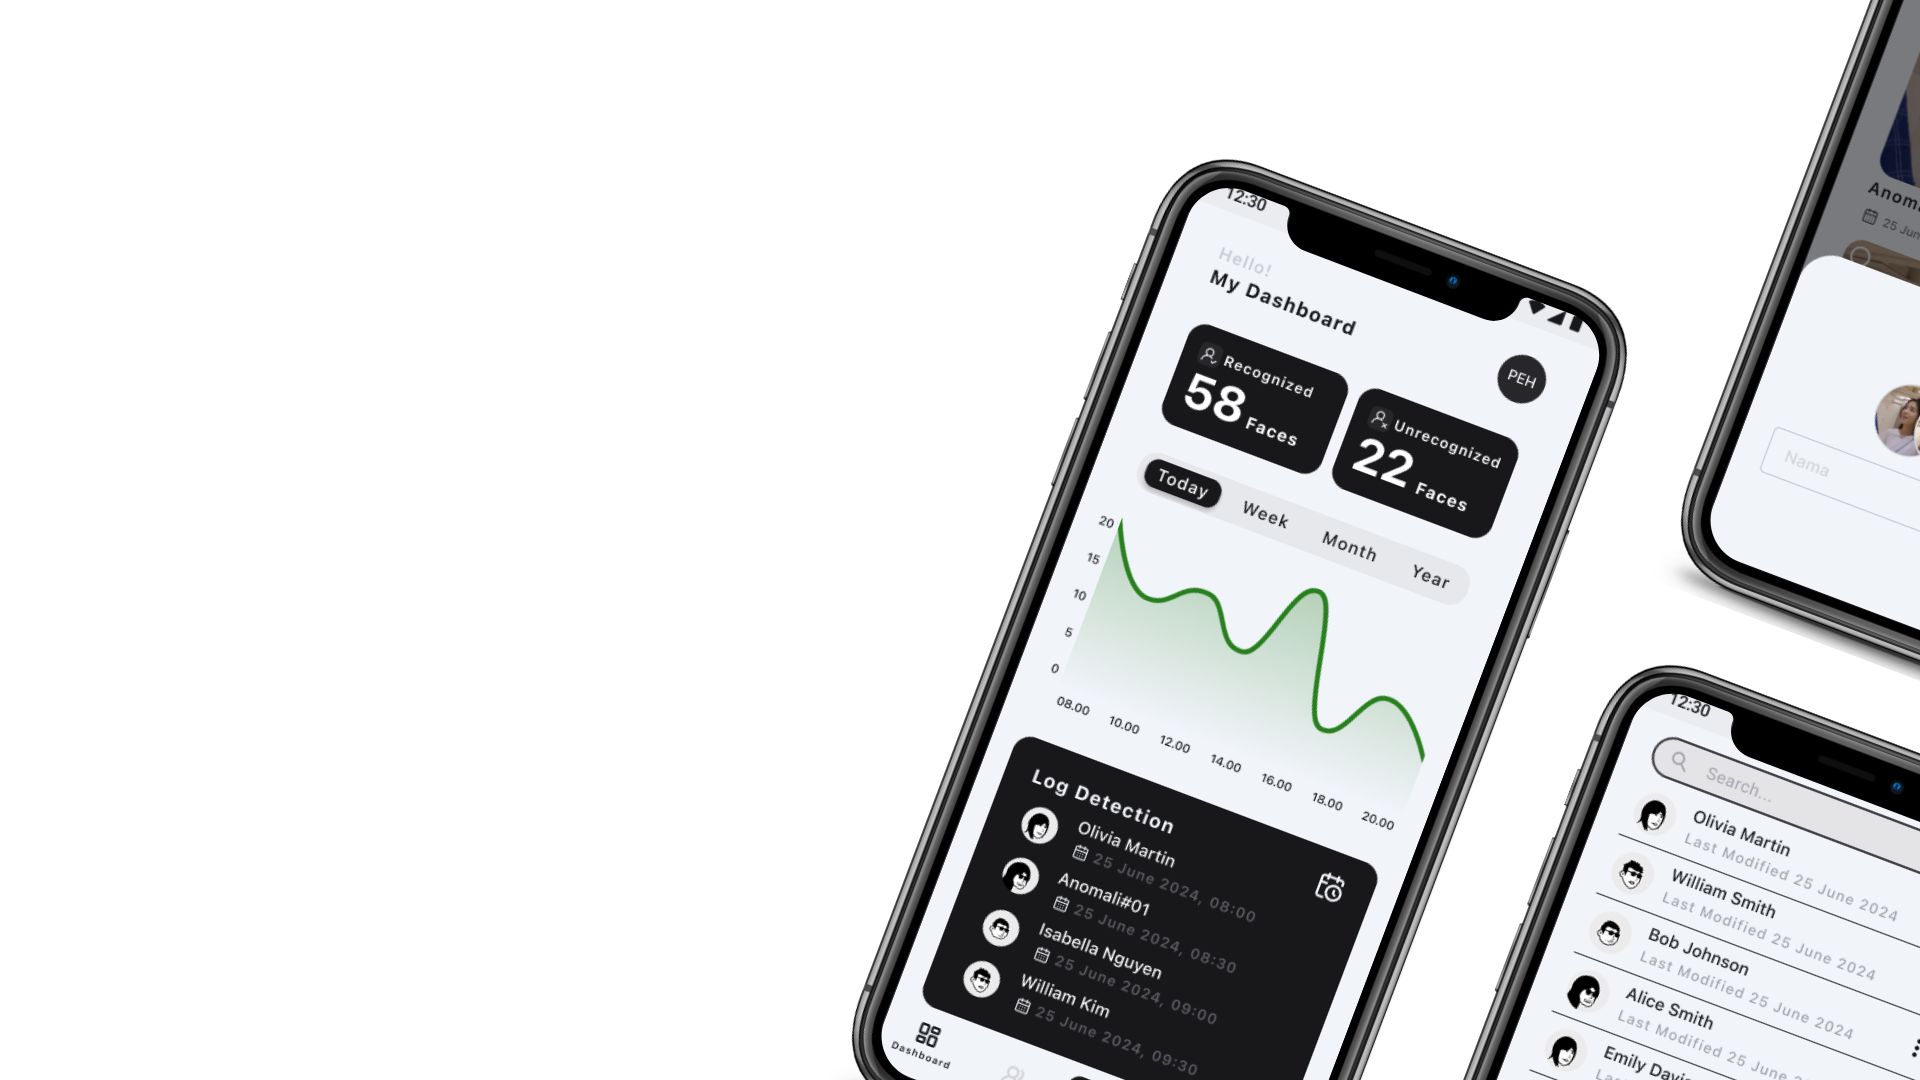 12:30
Hello!
My Dashboard
PEH
Recognized
58 Faces
Unrecognized
22 Faces
Today Week Month Year
20
15
10
5
0
08.00 10.00 12.00 14.00 16.00 18.00 20.00
Log Detection
Olivia Martin
25 June 2024, 08:00
Anomali#01
25 June 2024, 08:30
Isabella Nguyen
25 June 2024, 09:00
William Kim
25 June 2024, 09:30
Dashboard
25
Nama
12:30
Search...
Olivia Martin
Last Modified 25 June 2024
William Smith
Last Modified 25 June 2024
Bob Johnson
Last Modified 25 June 2024
Alice Smith
Last Modified 25 June 2024
Emily